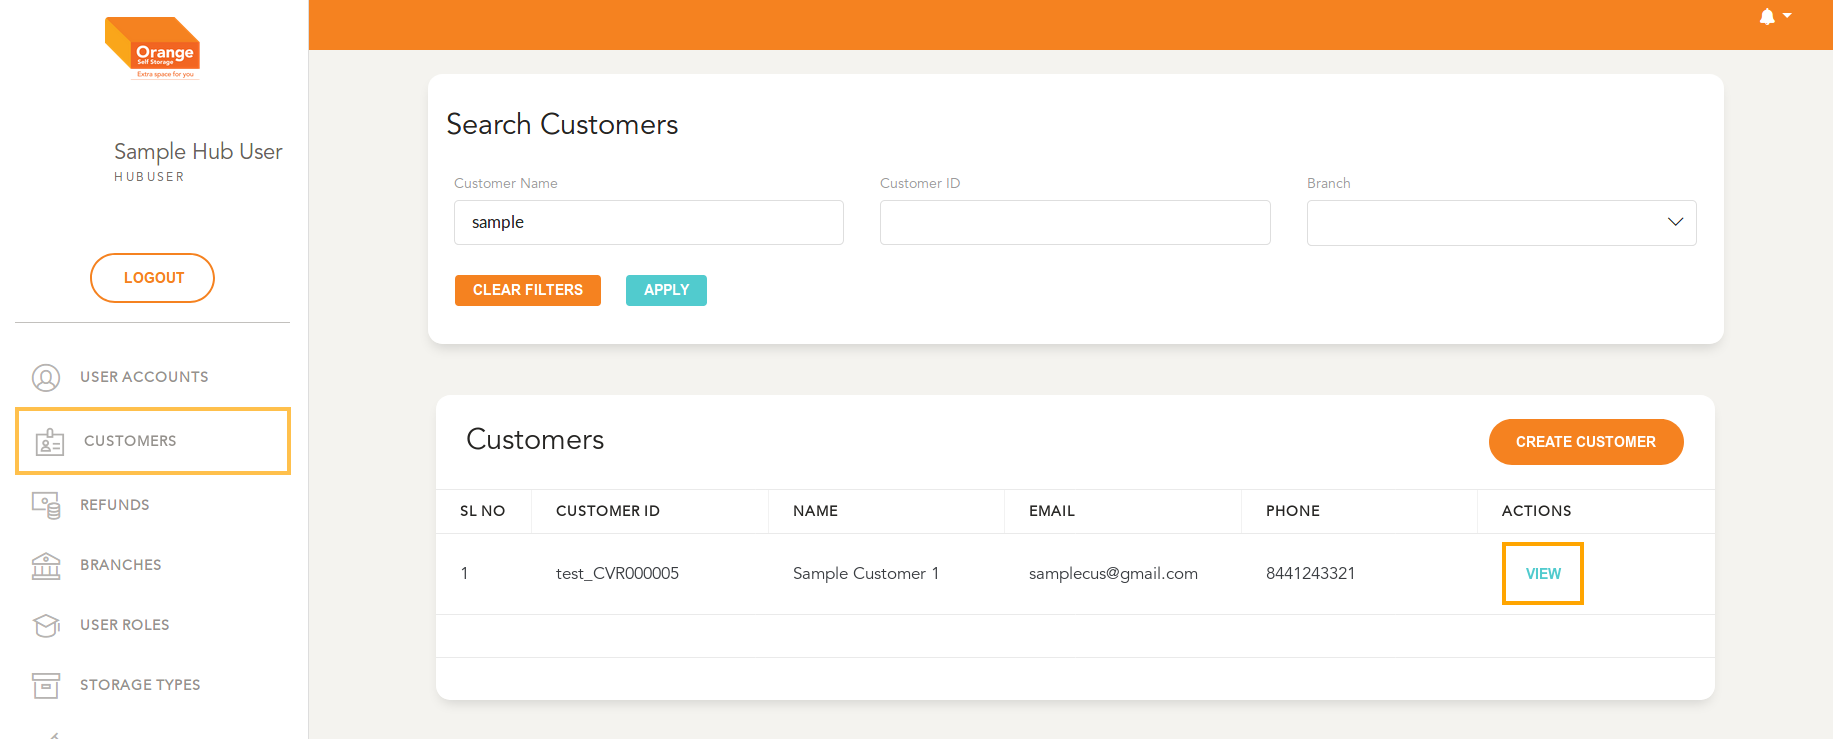 Orange
Self Storage
Extra space for you
Sample Hub User
HUBUSER
LOGOUT
USER ACCOUNTS
CUSTOMERS
REFUNDS
BRANCHES
USER ROLES
STORAGE TYPES
Search Customers
Customer Name Customer ID Branch
sample
CLEAR FILTERS APPLY
Customers CREATE CUSTOMER
SL NO CUSTOMER ID NAME EMAIL PHONE ACTIONS
1 test_CVR000005 Sample Customer 1 samplecus@gmail.com 8441243321 VIEW